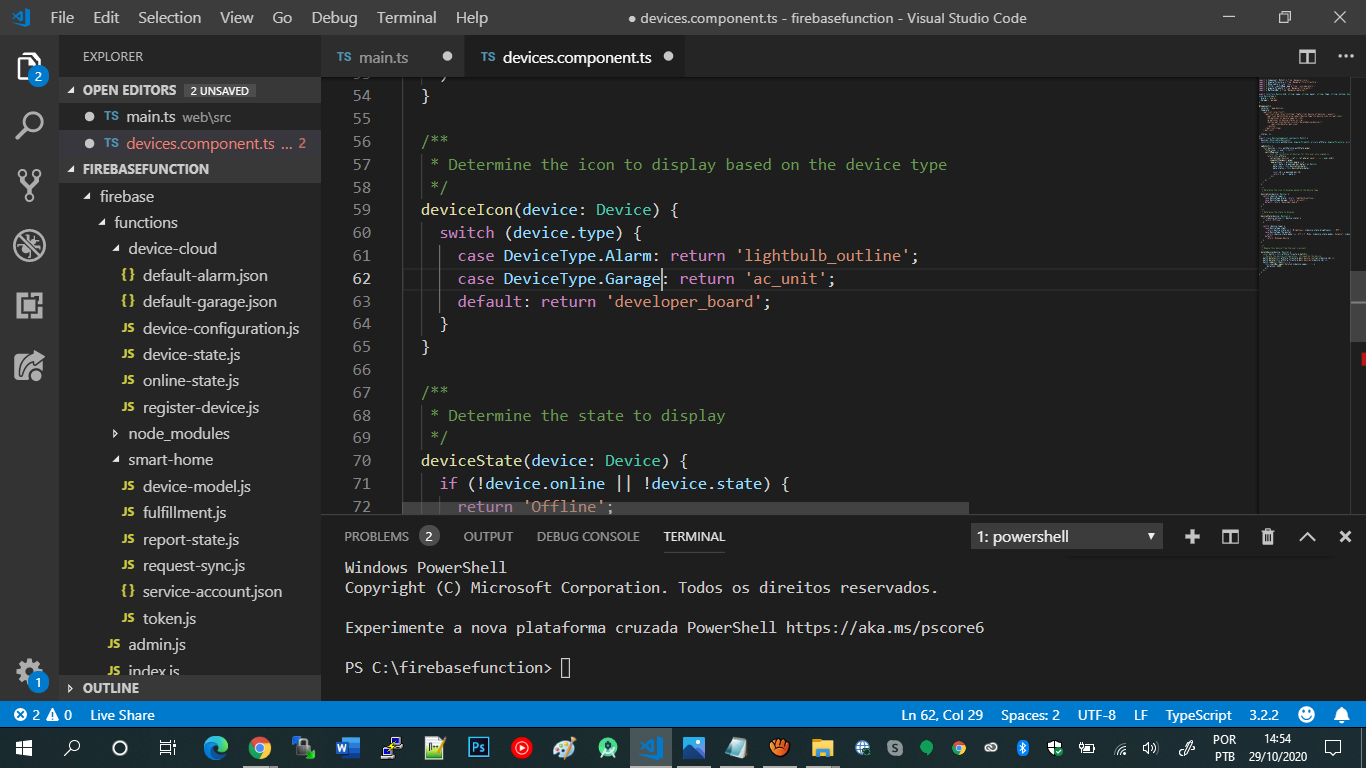 File Edit Selection View Go Debug Terminal Help
● devices.component.ts - firebasefunction - Visual Studio Code
EXPLORER
OPEN EDITORS 2 UNSAVED
TS main.ts web\src
TS devices.component.ts ... 2
FIREBASEFUNCTION
firebase
functions
device-cloud
{} default-alarm.json
{} default-garage.json
JS device-configuration.js
JS device-state.js
JS online-state.js
JS register-device.js
node_modules
smart-home
JS device-model.js
JS fulfillment.js
JS report-state.js
JS request-sync.js
{} service-account.json
JS token.js
JS admin.js
JS index.js
OUTLINE
2
1
TS main.ts
TS devices.component.ts
54 }
55
56 /**
57 * Determine the icon to display based on the device type
58 */
59 deviceIcon(device: Device) {
60 switch (device.type) {
61 case DeviceType.Alarm: return 'lightbulb_outline';
62 case DeviceType.Garage: return 'ac_unit';
63 default: return 'developer_board';
64 }
65 }
66
67 /**
68 * Determine the state to display
69 */
70 deviceState(device: Device) {
71 if (!device.online || !device.state) {
72 return 'Offline';
PROBLEMS 2 OUTPUT DEBUG CONSOLE TERMINAL 1: powershell
Windows PowerShell
Copyright (C) Microsoft Corporation. Todos os direitos reservados.
Experimente a nova plataforma cruzada PowerShell https://aka.ms/pscore6
PS C:\firebasefunction>
2 0 Live Share Ln 62, Col 29 Spaces: 2 UTF-8 LF TypeScript 3.2.2
W Ps S POR PTB 14:54 29/10/2020